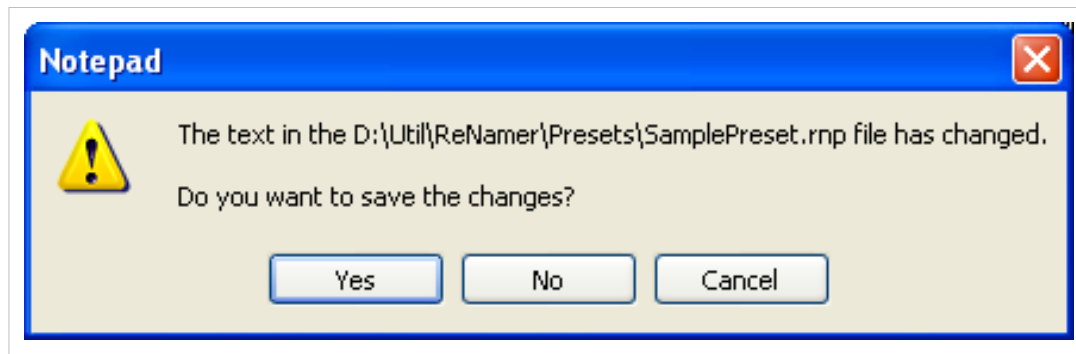 Notepad
The text in the D:\Util\ReNamer\Presets\SamplePreset.rnp file has changed.
Do you want to save the changes?
Yes No Cancel